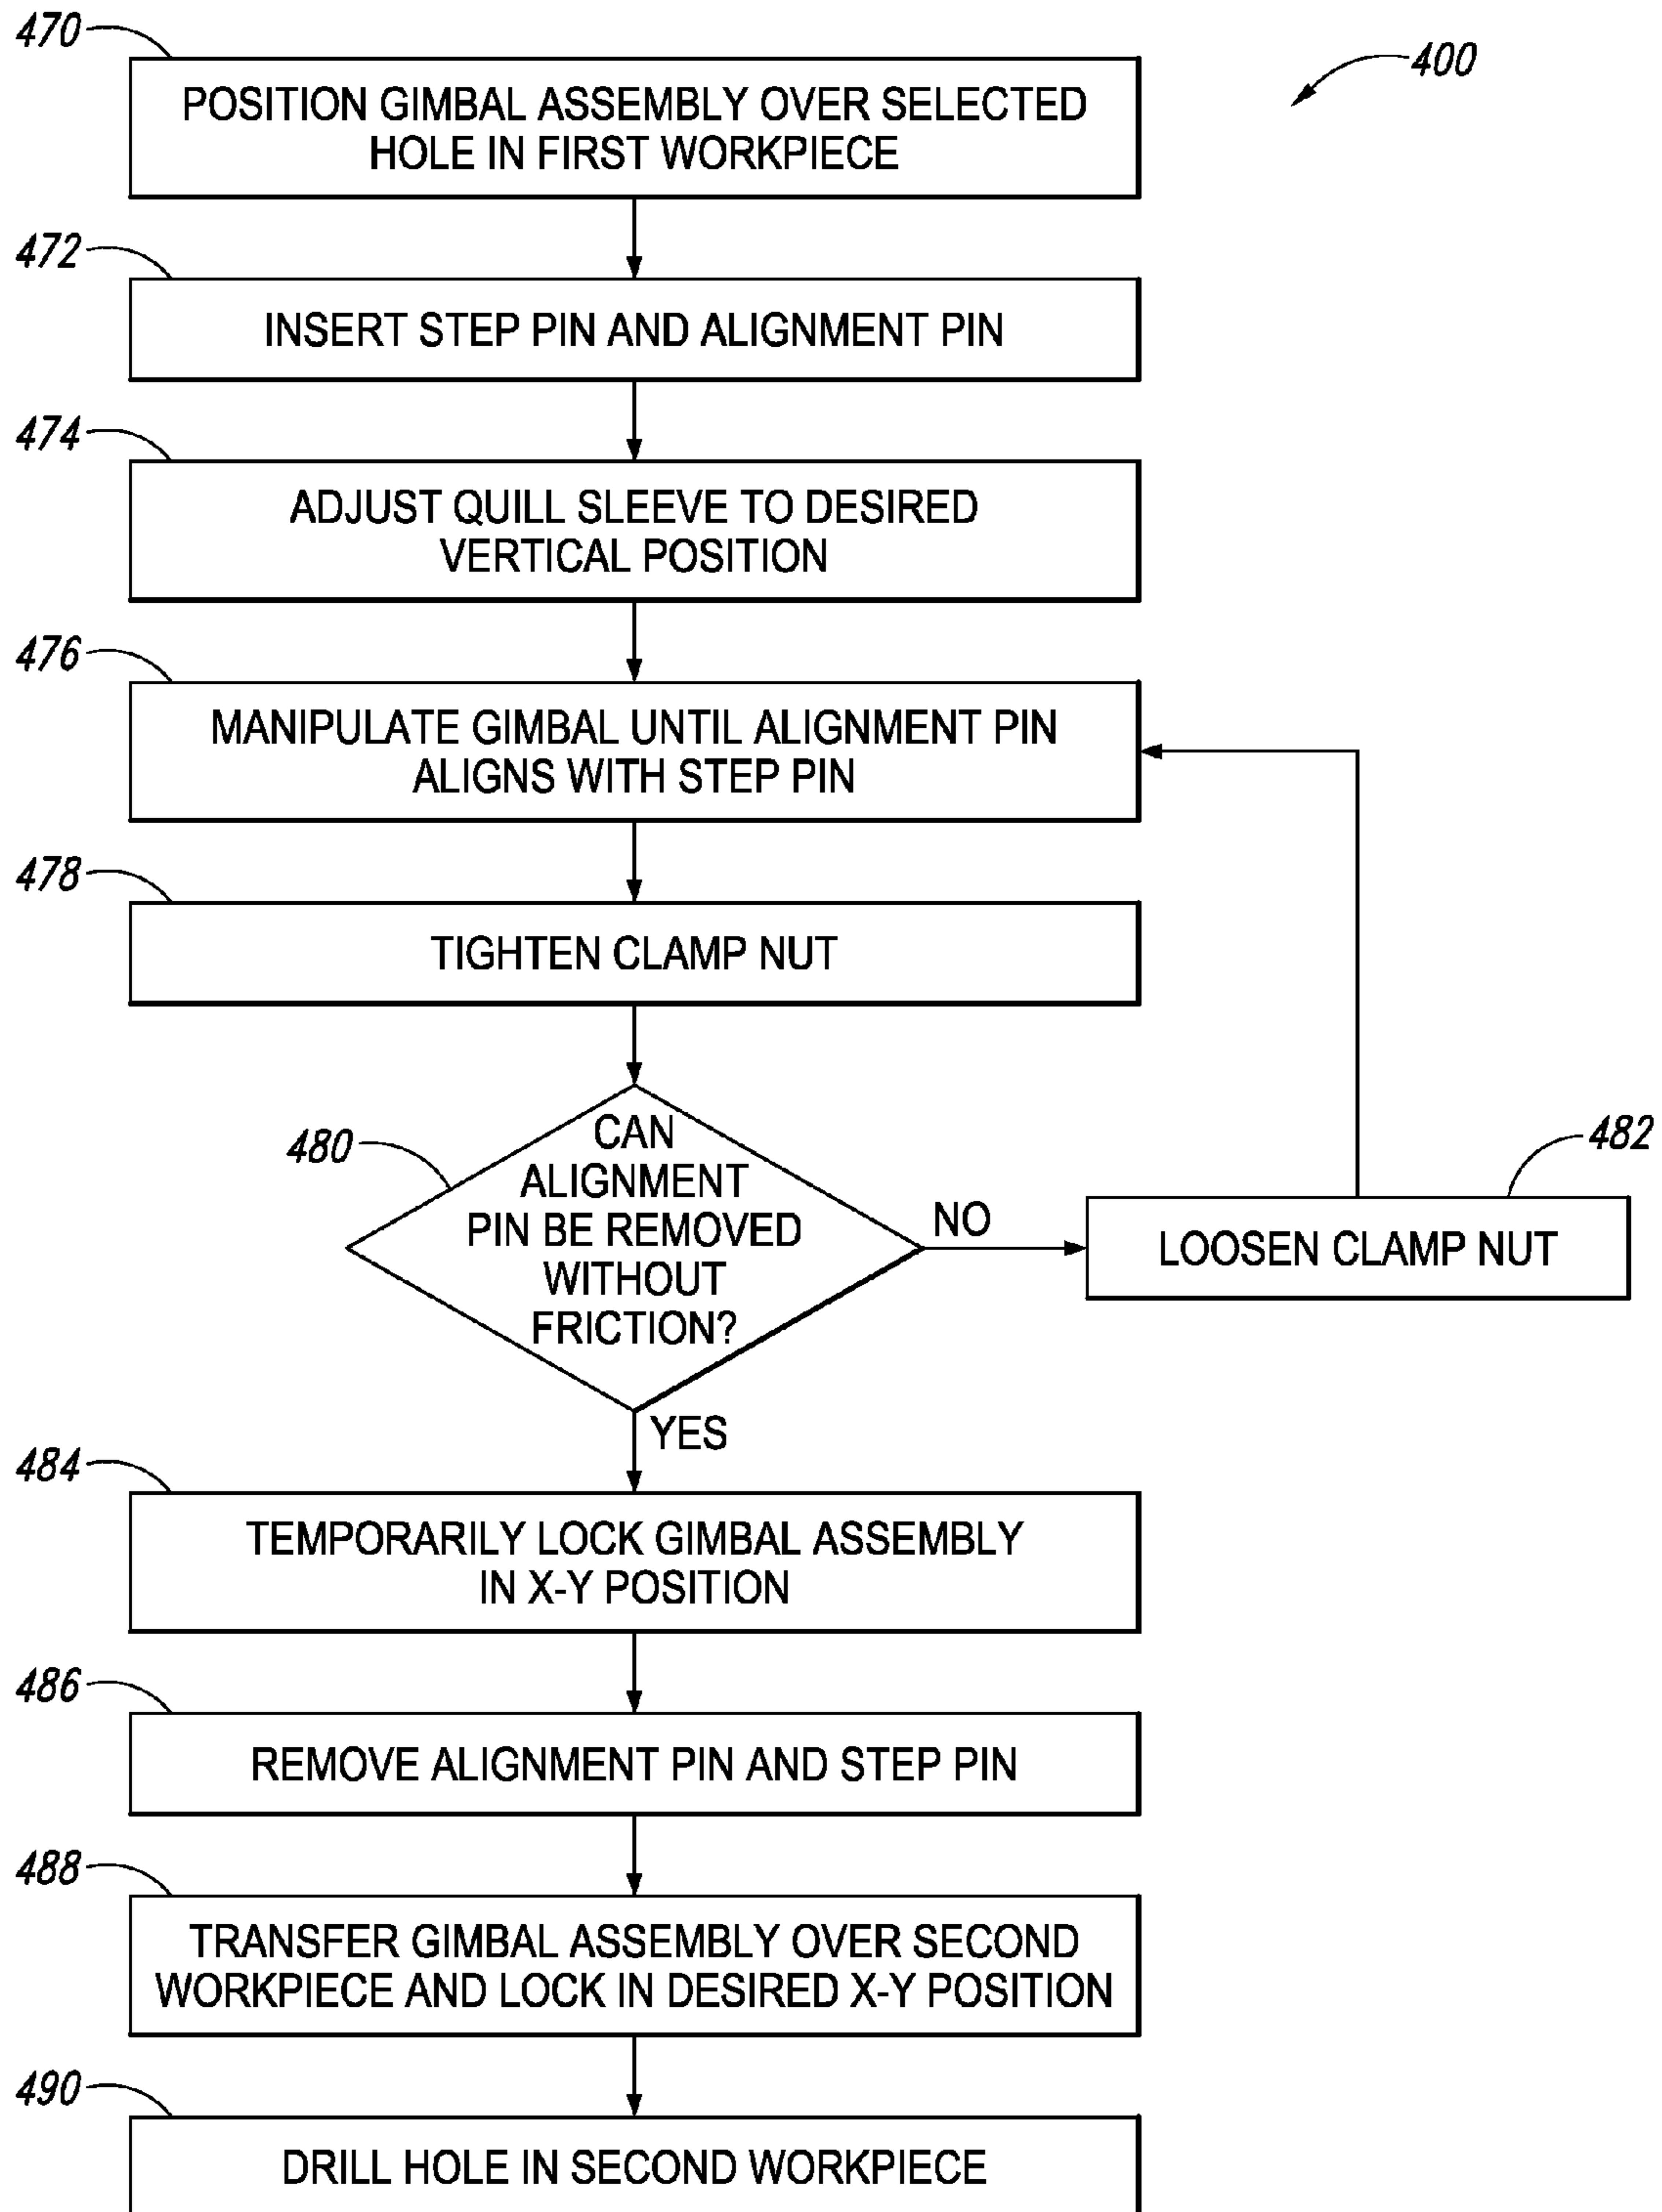 470
400
POSITION GIMBAL ASSEMBLY OVER SELECTED
HOLE IN FIRST WORKPIECE
472
INSERT STEP PIN AND ALIGNMENT PIN
474
ADJUST QUILL SLEEVE TO DESIRED
VERTICAL POSITION
476
MANIPULATE GIMBAL UNTIL ALIGNMENT PIN
ALIGNS WITH STEP PIN
478
TIGHTEN CLAMP NUT
480
CAN
ALIGNMENT
PIN BE REMOVED
WITHOUT
FRICTION?
NO
482
LOOSEN CLAMP NUT
YES
484
TEMPORARILY LOCK GIMBAL ASSEMBLY
IN X-Y POSITION
486
REMOVE ALIGNMENT PIN AND STEP PIN
488
TRANSFER GIMBAL ASSEMBLY OVER SECOND
WORKPIECE AND LOCK IN DESIRED X-Y POSITION
490
DRILL HOLE IN SECOND WORKPIECE